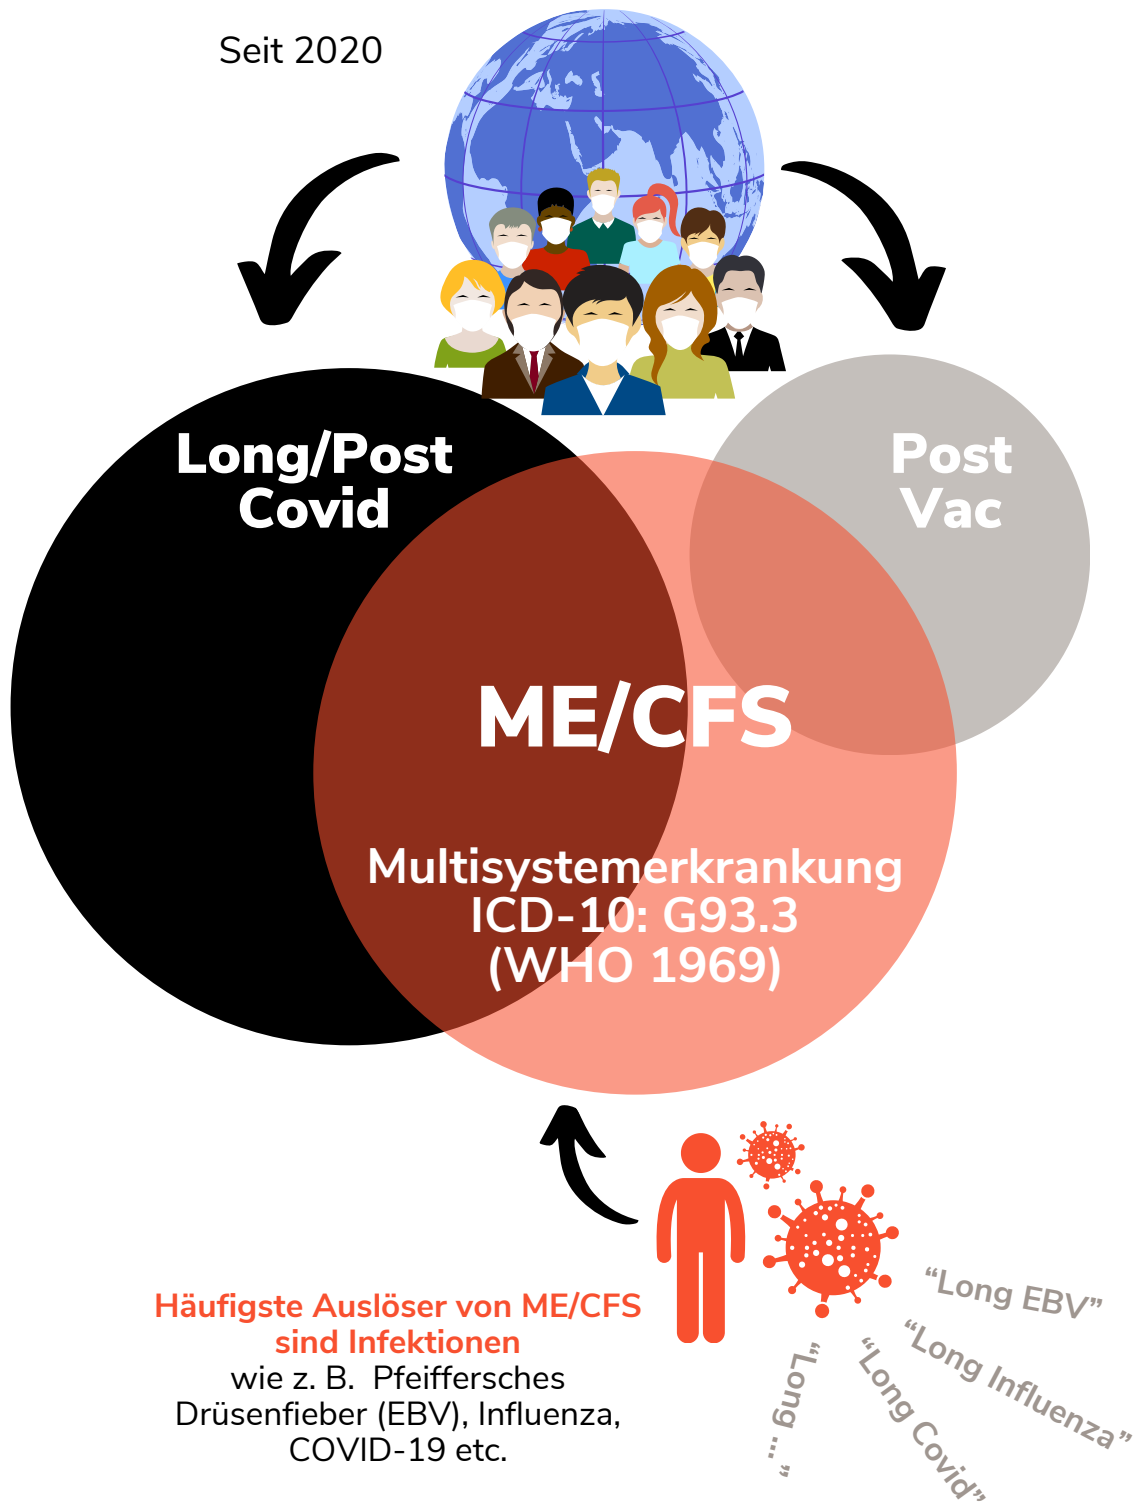 Seit 2020
Long/Post
Covid
Post
Vac
ME/CFS
Multisystemerkrankung
ICD-10: G93.3
(WHO 1969)
Häufigste Auslöser von ME/CFS
sind Infektionen
wie z. B. Pfeiffersches
Drüsenfieber (EBV), Influenza,
COVID-19 etc.
“Long EBV”
“Long Influenza”
“Long Covid”
“Long ... “